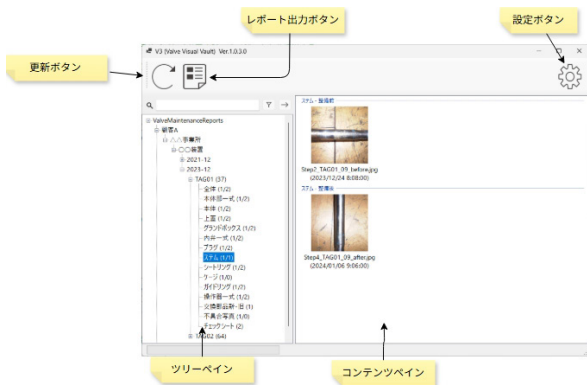 レポート出力ボタン
設定ボタン
更新ボタン
V3 (Valve Visual Vault) Ver.1.0.3.0
ValveMaintenanceReports
顧客A
△△事業所
○○装置
2021-12
2023-12
TAG01 (37)
全体 (1/2)
本体部一式 (1/2)
本体 (1/2)
上蓋 (1/2)
グランドボックス (1/2)
内弁一式 (1/2)
プラグ (1/2)
ステム (1/1)
シートリング (1/2)
ケージ (1/0)
ガイドリング (1/2)
操作器一式 (1/2)
交換部品新・旧 (1)
不具合写真 (1/0)
チェックシート (2)
TAG02 (64)
ステム - 整備前
Step2_TAG01_09_before.jpg
(2023/12/24 8:08:00)
ステム - 整備後
Step4_TAG01_09_after.jpg
(2024/01/06 9:06:00)
ツリーペイン
コンテンツペイン